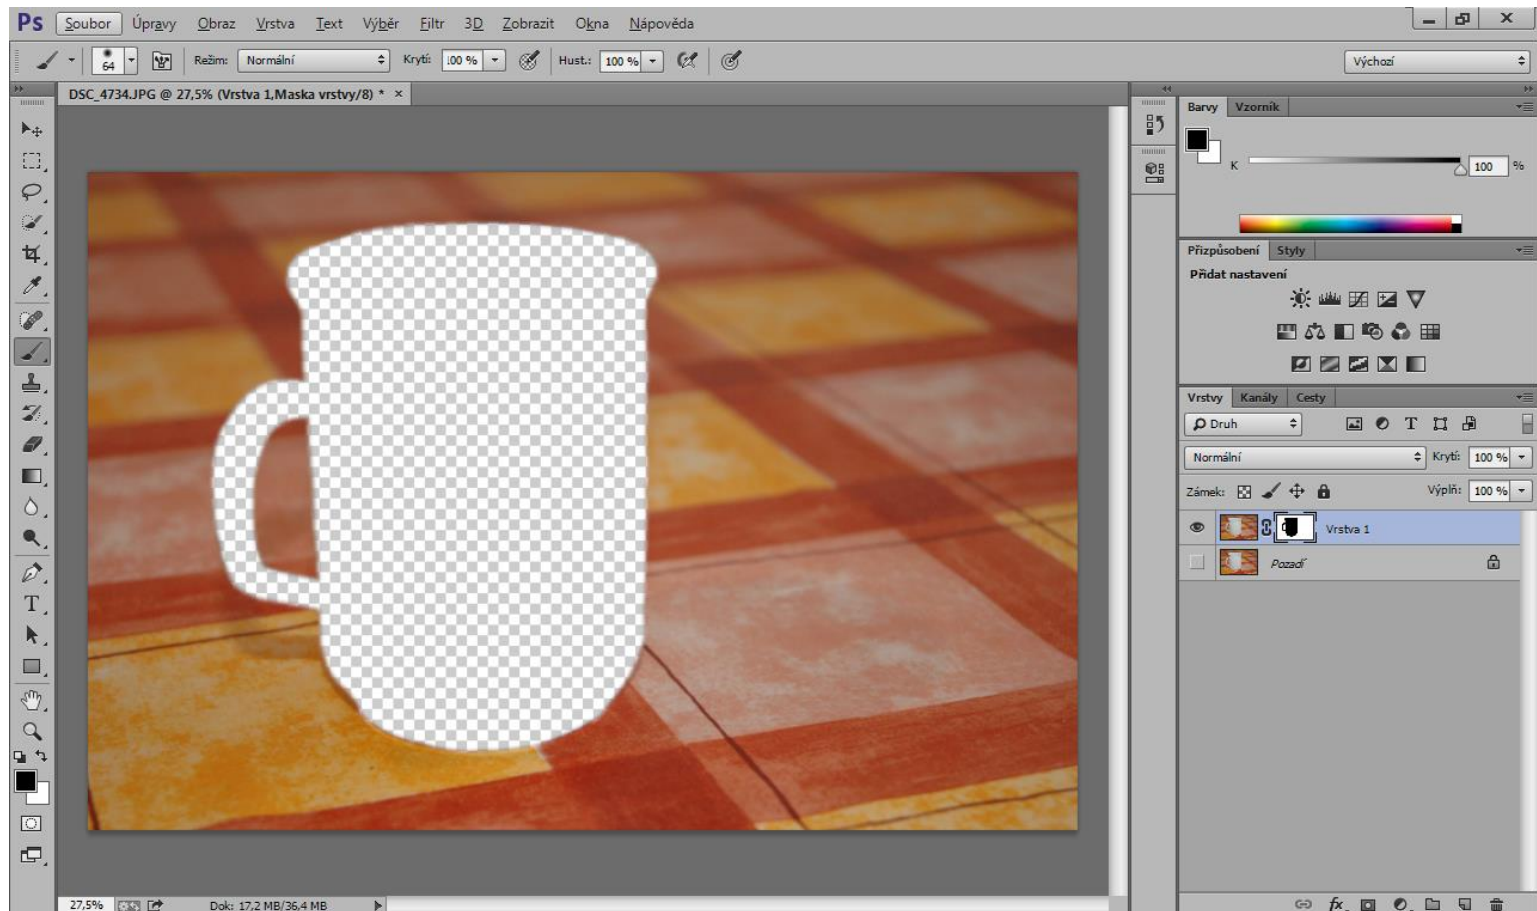 Ps Soubor Úpravy Obraz Vrstva Text Výběr Filtr 3D Zobrazit Okna Nápověda
64 Režim: Normální Krytí: 100 % Hust.: 100 % Výchozí
DSC_4734.JPG @ 27,5% (Vrstva 1,Maska vrstvy/8) * ×
Barvy Vzorník
K 100 %
Přizpůsobení Styly
Přidat nastavení
Vrstvy Kanály Cesty
Druh T
Normální Krytí: 100 %
Zámek: Výplň: 100 %
Vrstva 1
Pozadí
T
27,5% Dok: 17,2 MB/36,4 MB
fx